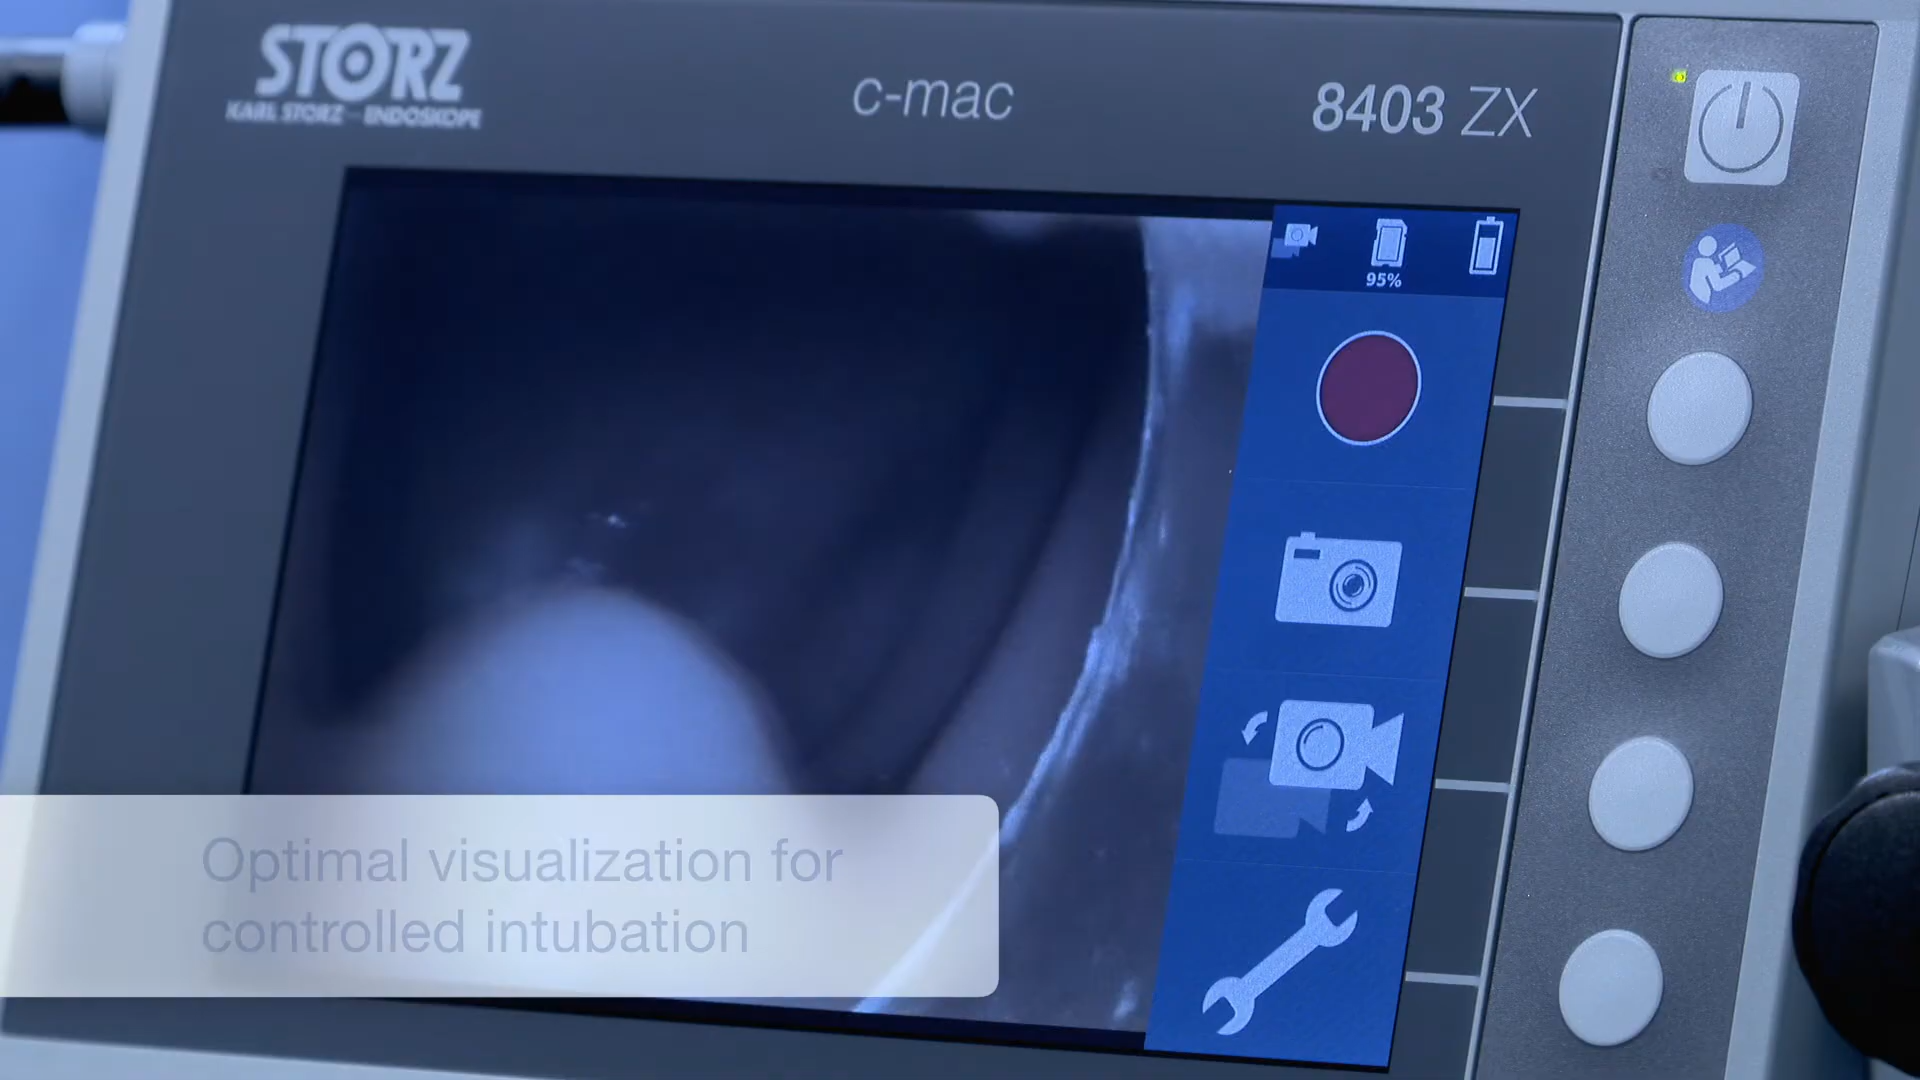 STORZ
KARL STORZ — ENDOSKOPE
c-mac
8403 ZX
95%
Optimal visualization for
controlled intubation